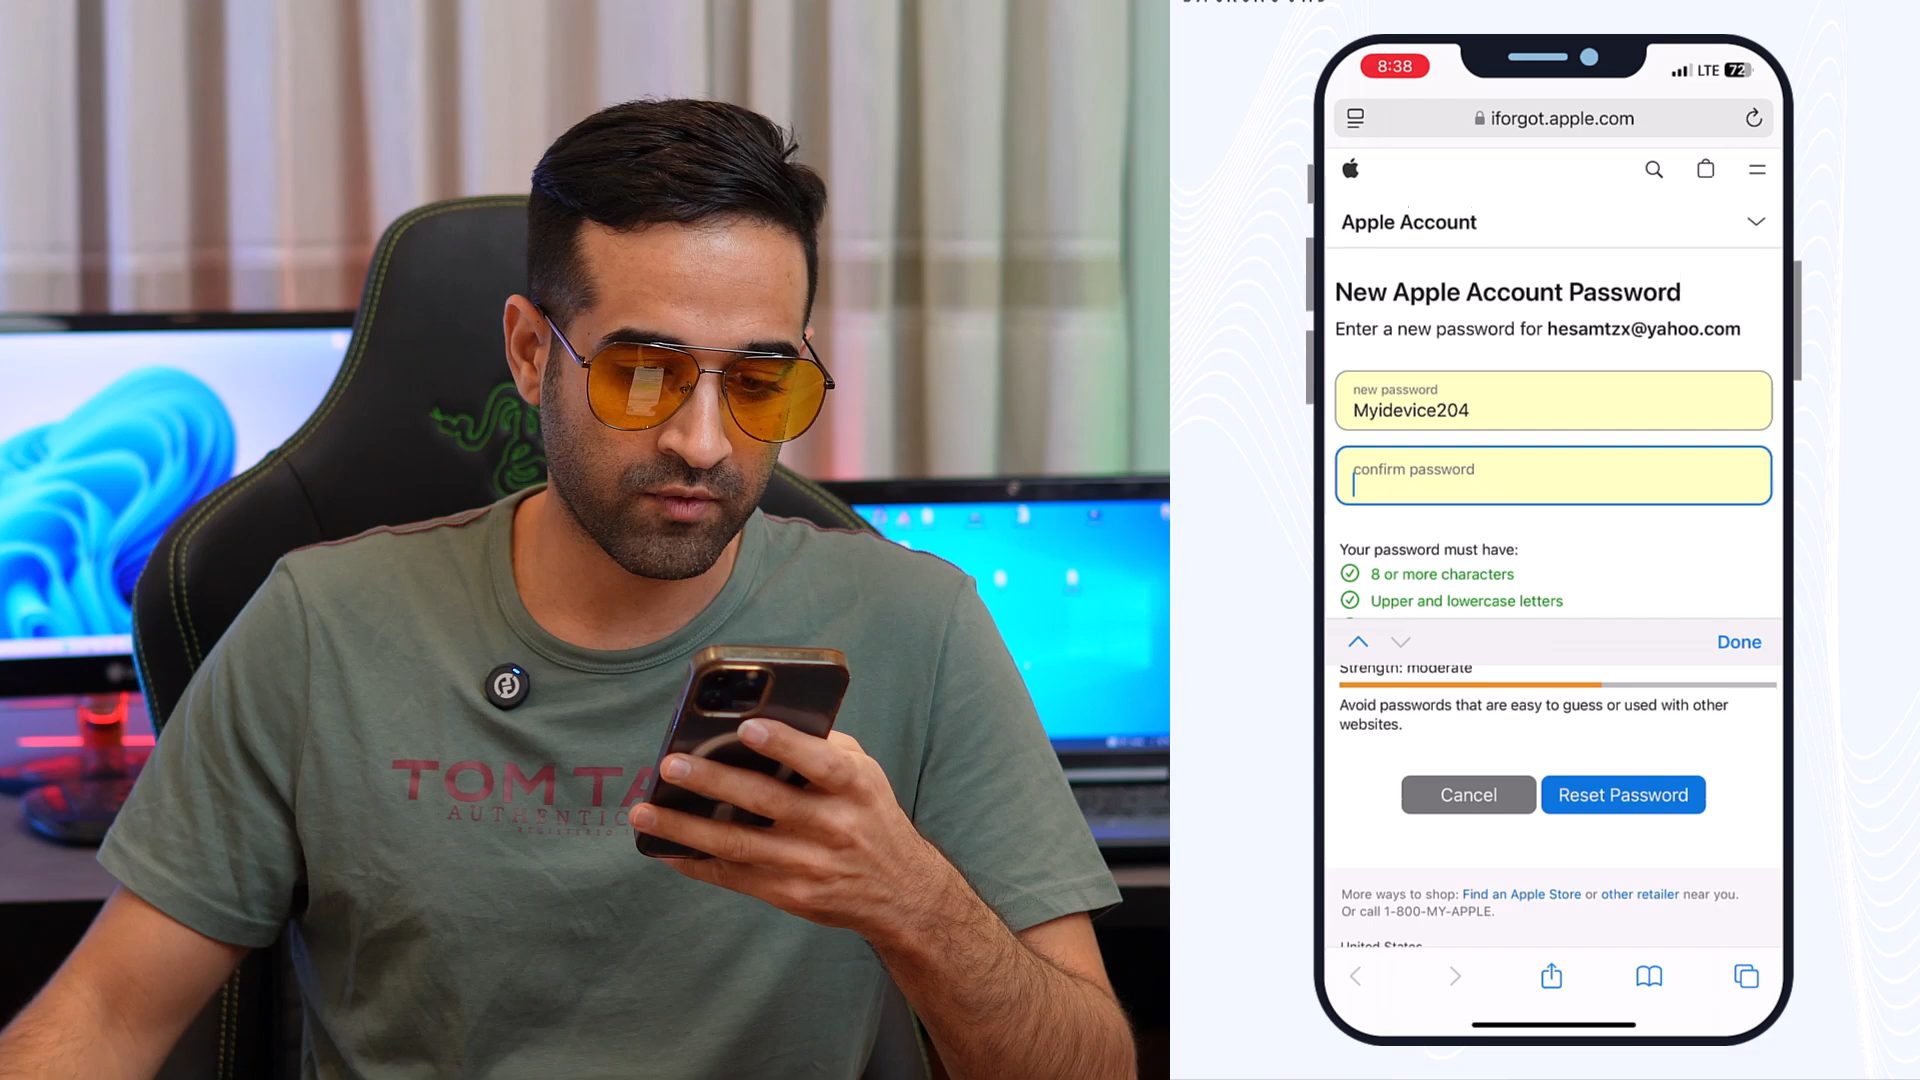 TOM TA
AUTHENTIC
8:38
LTE 72
iforgot.apple.com
Apple Account
New Apple Account Password
Enter a new password for hesamtzx@yahoo.com
new password
Myidevice204
confirm password
Your password must have:
8 or more characters
Upper and lowercase letters
Done
Strength: moderate
Avoid passwords that are easy to guess or used with other
websites.
Cancel
Reset Password
More ways to shop: Find an Apple Store or other retailer near you.
Or call 1-800-MY-APPLE.
United States